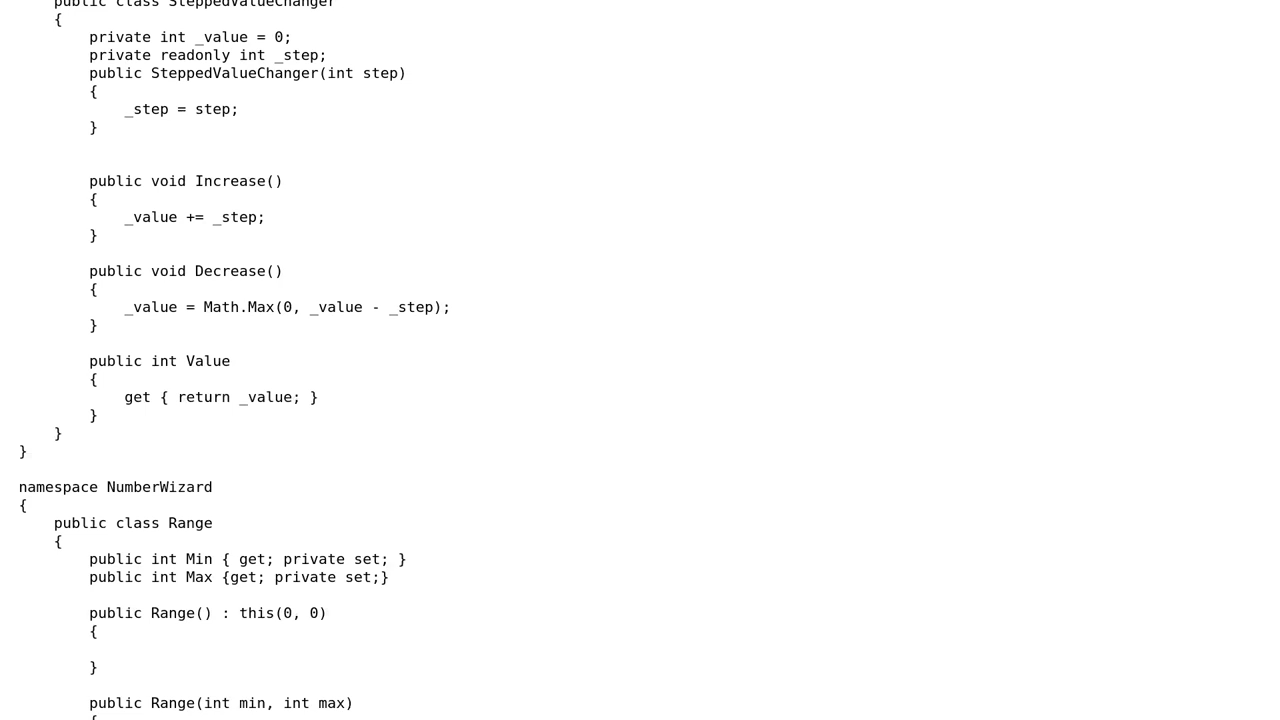 public class SteppedValueChanger
    {
        private int _value = 0;
        private readonly int _step;
        public SteppedValueChanger(int step)
        {
            _step = step;
        }


        public void Increase()
        {
            _value += _step;
        }

        public void Decrease()
        {
            _value = Math.Max(0, _value - _step);
        }

        public int Value
        {
            get { return _value; }
        }
    }
}

namespace NumberWizard
{
    public class Range
    {
        public int Min { get; private set; }
        public int Max {get; private set;}

        public Range() : this(0, 0)
        {

        }

        public Range(int min, int max)
        {